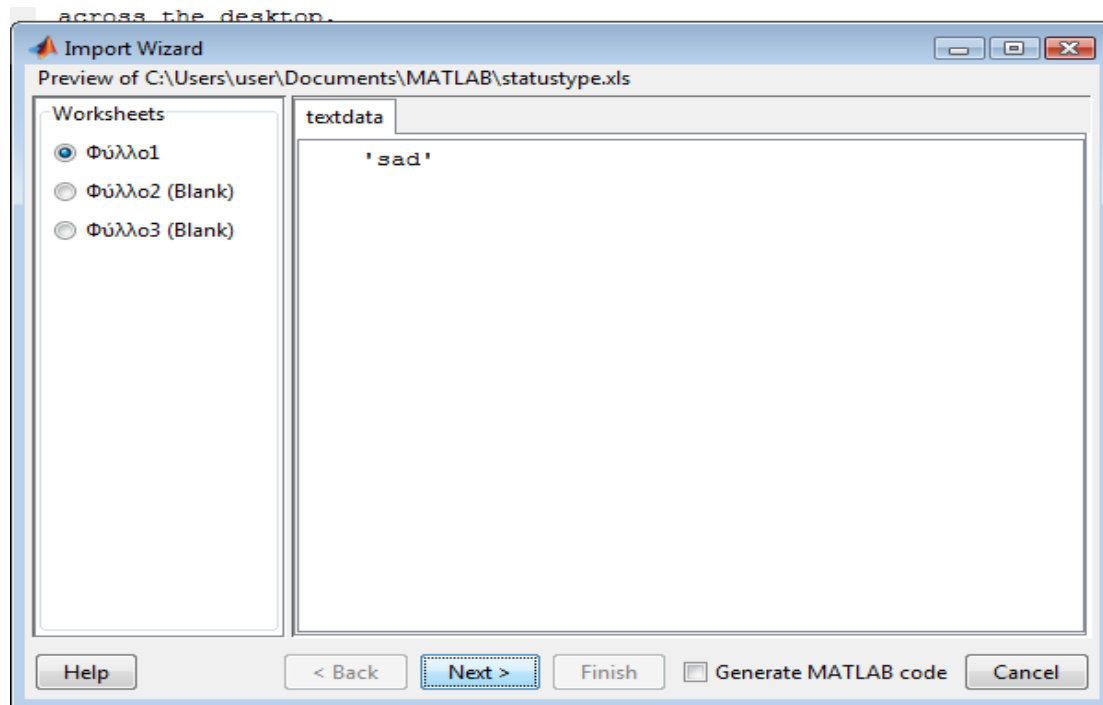 across the desktop.
Import Wizard
Preview of C:\Users\user\Documents\MATLAB\statustype.xls
Worksheets
Φύλλο1
Φύλλο2 (Blank)
Φύλλο3 (Blank)
textdata
'sad'
Help
< Back
Next >
Finish
Generate MATLAB code
Cancel